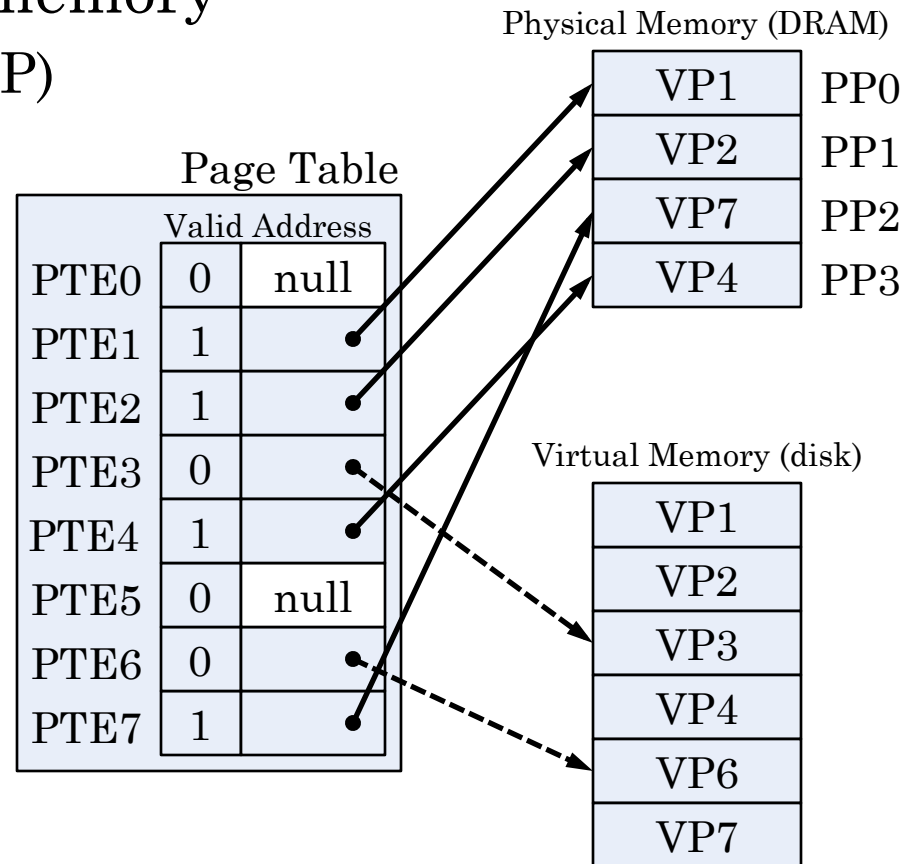 memory
P)
Physical Memory (DRAM)
VP1 PP0
VP2 PP1
VP7 PP2
VP4 PP3
Page Table
Valid Address
PTE0 0 null
PTE1 1
PTE2 1
PTE3 0
PTE4 1
PTE5 0 null
PTE6 0
PTE7 1
Virtual Memory (disk)
VP1
VP2
VP3
VP4
VP6
VP7